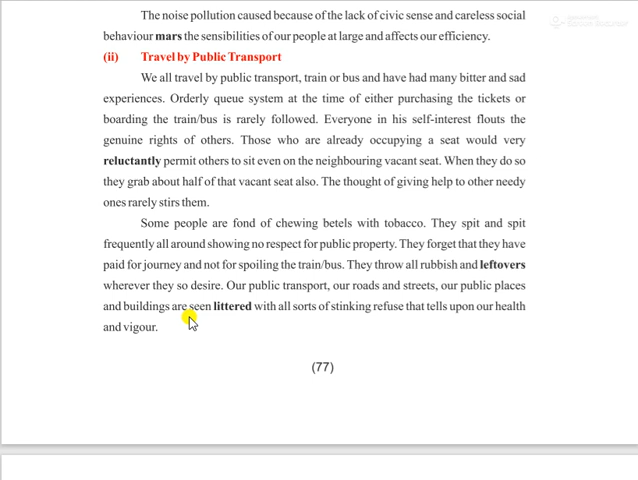 The noise pollution caused because of the lack of civic sense and careless social
behaviour mars the sensibilities of our people at large and affects our efficiency.
(ii) Travel by Public Transport
We all travel by public transport, train or bus and have had many bitter and sad
experiences. Orderly queue system at the time of either purchasing the tickets or
boarding the train/bus is rarely followed. Everyone in his self-interest flouts the
genuine rights of others. Those who are already occupying a seat would very
reluctantly permit others to sit even on the neighbouring vacant seat. When they do so
they grab about half of that vacant seat also. The thought of giving help to other needy
ones rarely stirs them.
Some people are fond of chewing betels with tobacco. They spit and spit
frequently all around showing no respect for public property. They forget that they have
paid for journey and not for spoiling the train/bus. They throw all rubbish and leftovers
wherever they so desire. Our public transport, our roads and streets, our public places
and buildings are seen littered with all sorts of stinking refuse that tells upon our health
and vigour.
(77)